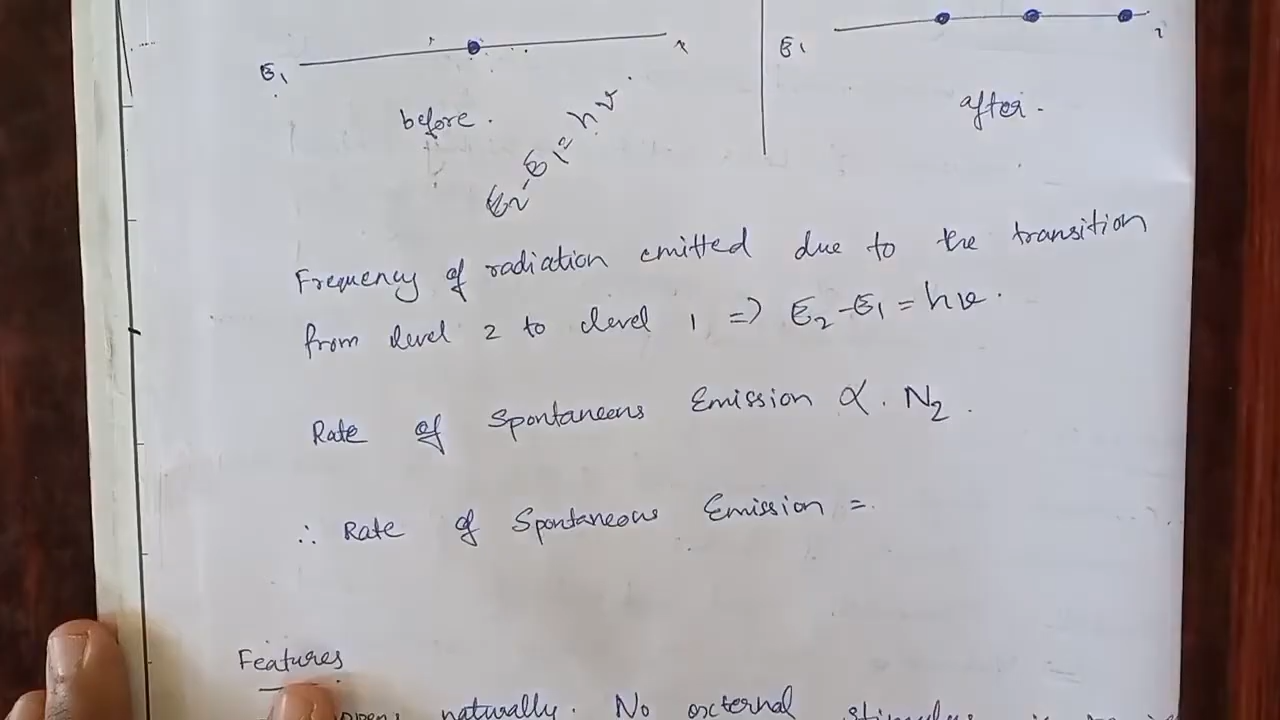 E₁
E₁
before.
after.
E₂-E₁=hν
Frequency of radiation emitted due to the transition
from level 2 to level 1 => E₂-E₁=hν.
Rate of Spontaneous Emission α. N₂.
∴ Rate of Spontaneous Emission =
Features
naturally. No external